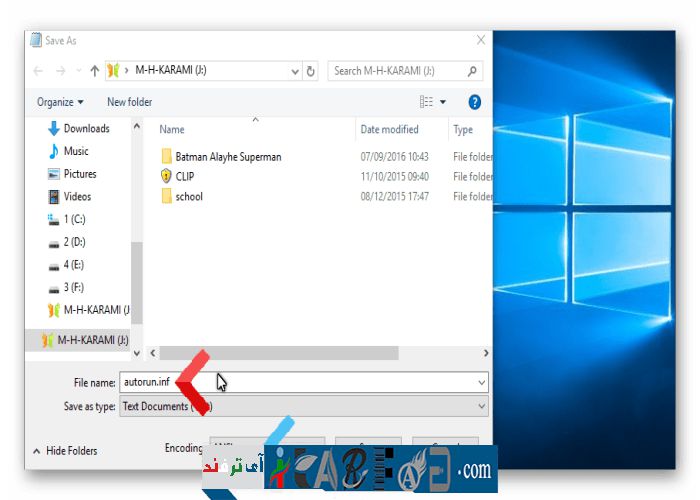 Save As
M-H-KARAMI (J:)
Search M-H-KARAMI (J:)
Organize
New folder
Name
Date modified
Type
Downloads
Music
Pictures
Videos
1 (C:)
2 (D:)
4 (E:)
3 (F:)
M-H-KARAMI (J:
M-H-KARAMI (J:)
Batman Alayhe Superman 07/09/2016 10:43 File folder
CLIP 11/10/2015 09:40 File folder
school 08/12/2015 17:47 File folder
File name: autorun.inf
Save as type: Text Documents (
Hide Folders
Encoding
آی ترفند
.com